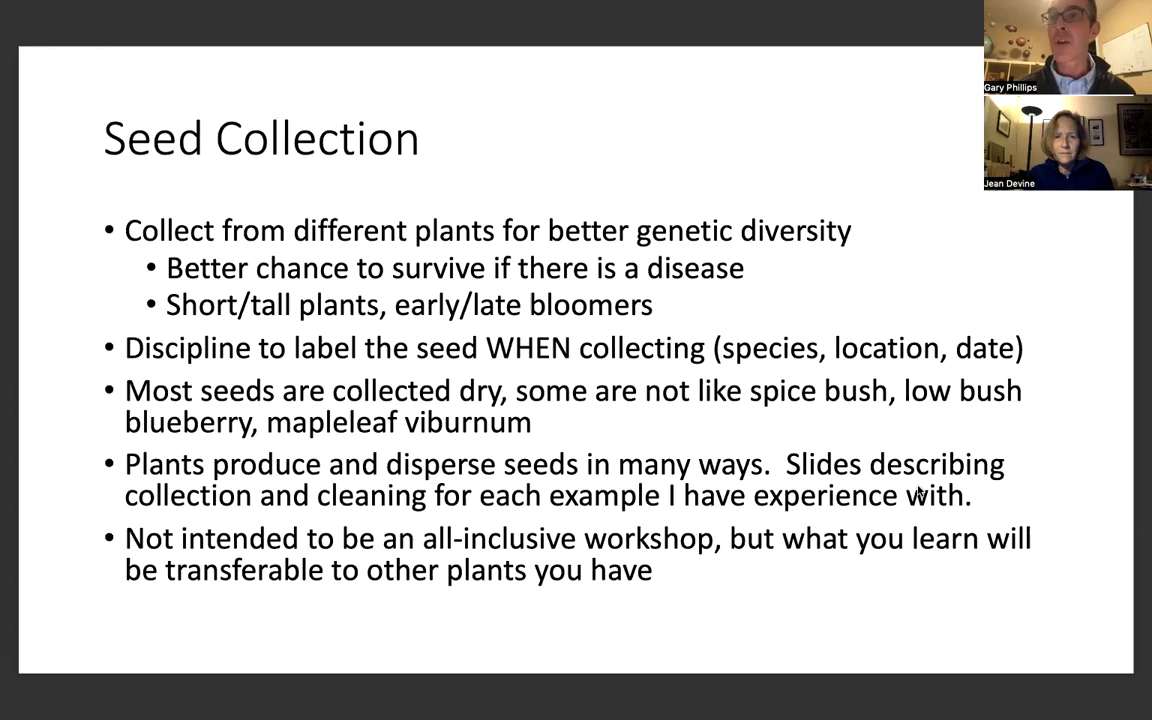 Gary Phillips
Jean Devine
Seed Collection
• Collect from different plants for better genetic diversity
• Better chance to survive if there is a disease
• Short/tall plants, early/late bloomers
• Discipline to label the seed WHEN collecting (species, location, date)
• Most seeds are collected dry, some are not like spice bush, low bush
blueberry, mapleleaf viburnum
• Plants produce and disperse seeds in many ways.  Slides describing
collection and cleaning for each example I have experience with.
• Not intended to be an all-inclusive workshop, but what you learn will
be transferable to other plants you have